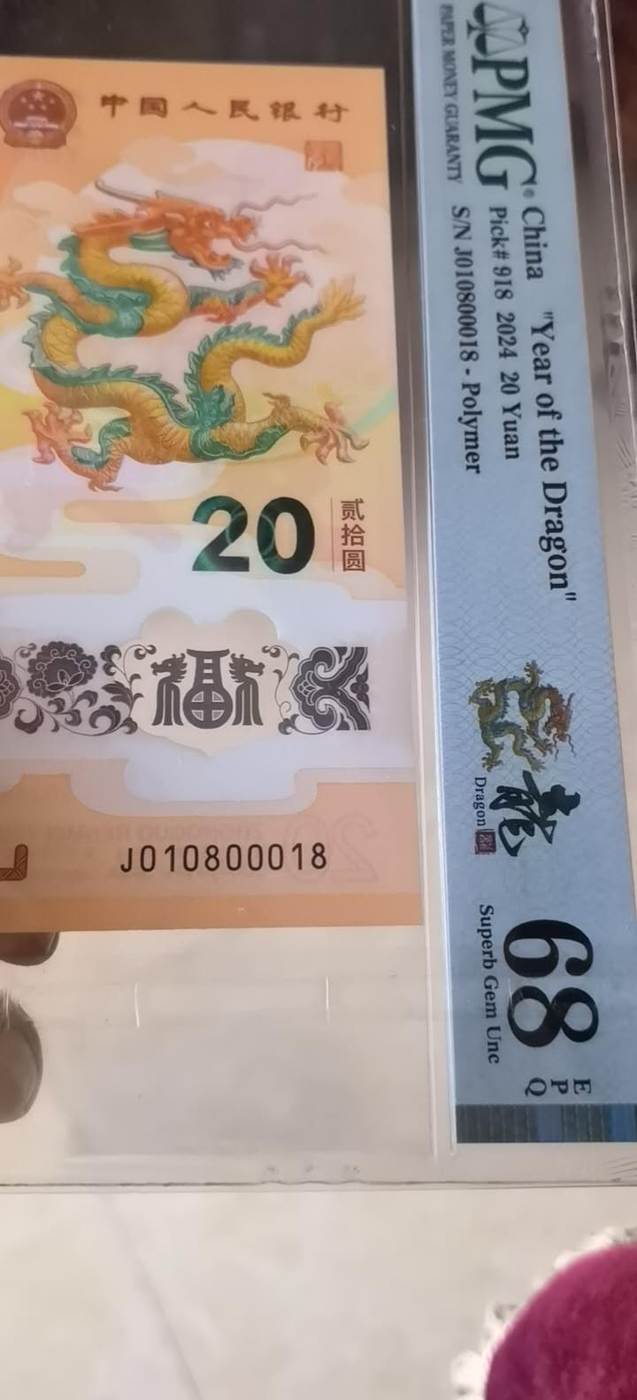 中国人民银行
20
贰拾圆
福
J010800018
PMG
PAPER MONEY GUARANTY
China "Year of the Dragon"
Pick# 918 2024 20 Yuan
S/N J010800018 - Polymer
龍
Dragon
68
EPQ
Superb Gem Unc